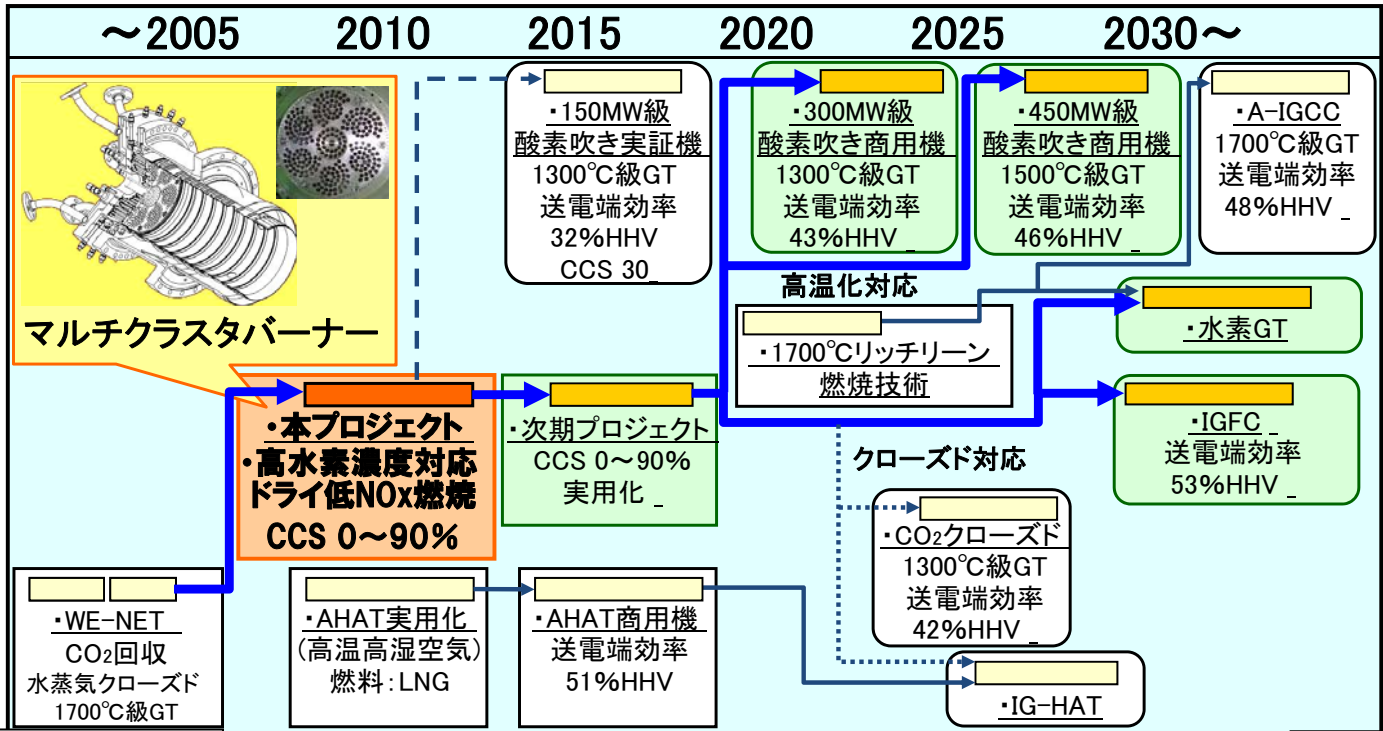 ～2005 2010 2015 2020 2025 2030～
マルチクラスタバーナー
・150MW級
酸素吹き実証機
1300℃級GT
送電端効率
32%HHV
CCS 30_
・300MW級
酸素吹き商用機
1300℃級GT
送電端効率
43%HHV _
・450MW級
酸素吹き商用機
1500℃級GT
送電端効率
46%HHV _
・A-IGCC
1700℃級GT
送電端効率
48%HHV _
高温化対応
・1700℃リッチリーン
燃焼技術
・水素GT
・本プロジェクト
・高水素濃度対応
ドライ低NOx燃焼
CCS 0～90%
・次期プロジェクト
CCS 0～90%
実用化 _
・IGFC _
送電端効率
53%HHV _
クローズド対応
・CO₂クローズド
1300℃級GT
送電端効率
42%HHV _
・WE-NET
CO₂回収
水蒸気クローズド
1700℃級GT
・AHAT実用化
(高温高湿空気)
燃料:LNG
・AHAT商用機
送電端効率
51%HHV
・IG-HAT